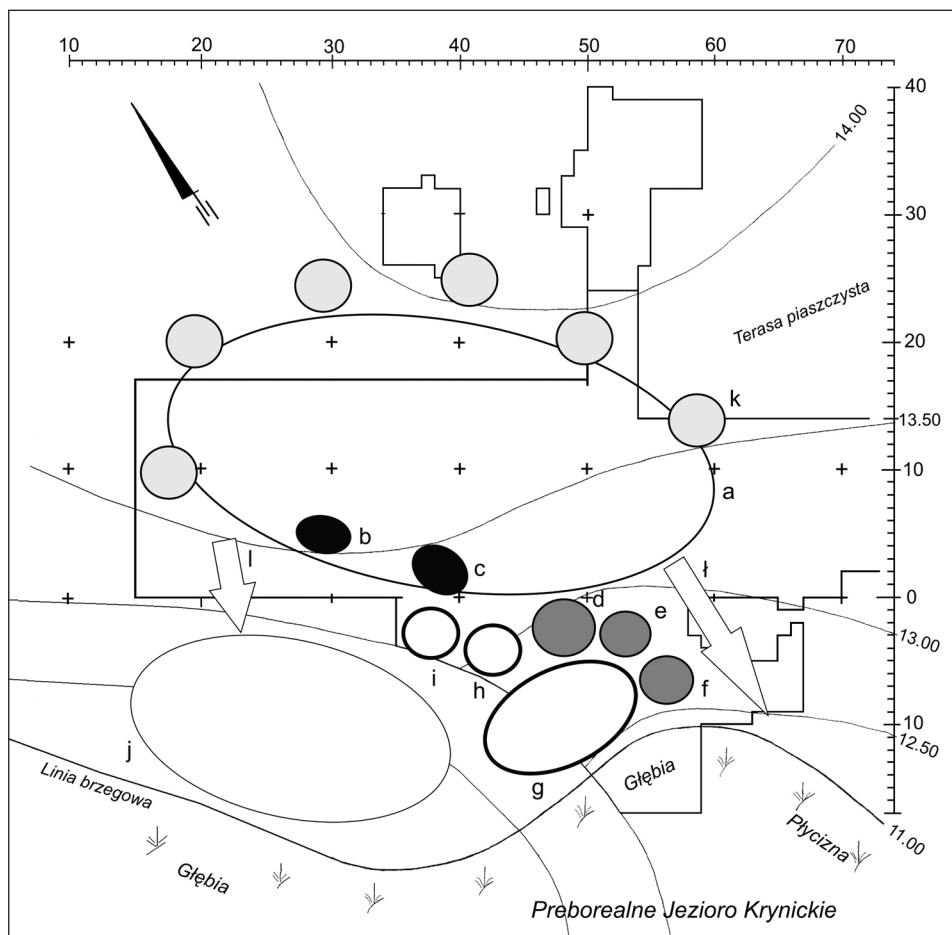 10 20 30 40 50 60 70
40
14.00
30
Terasa piaszczysta
20
k
13.50
10
a
b
l
c
ł
0
d
e
13.00
i
h
f
10
12.50
j
g
Głębia
Linia brzegowa
Płycizna
11.00
Głębia
Preborealne Jezioro Krynickie